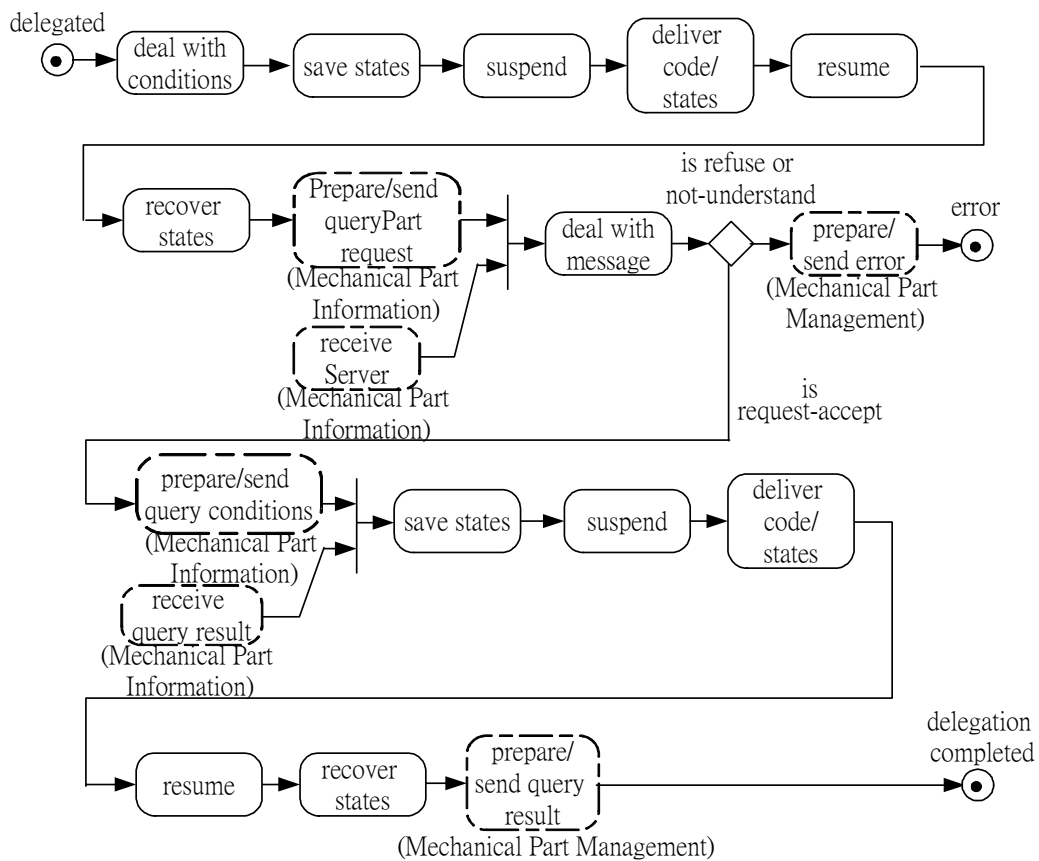 delegated
deal with
conditions
save states
suspend
deliver
code/
states
resume
recover
states
Prepare/send
queryPart
request
(Mechanical Part
Information)
receive
Server
(Mechanical Part
Information)
deal with
message
is refuse or
not-understand
prepare/
send error
(Mechanical Part
Management)
error
is
request-accept
prepare/send
query conditions
(Mechanical Part
Information)
receive
query result
(Mechanical Part
Information)
save states
suspend
deliver
code/
states
resume
recover
states
prepare/
send query
result
(Mechanical Part Management)
delegation
completed